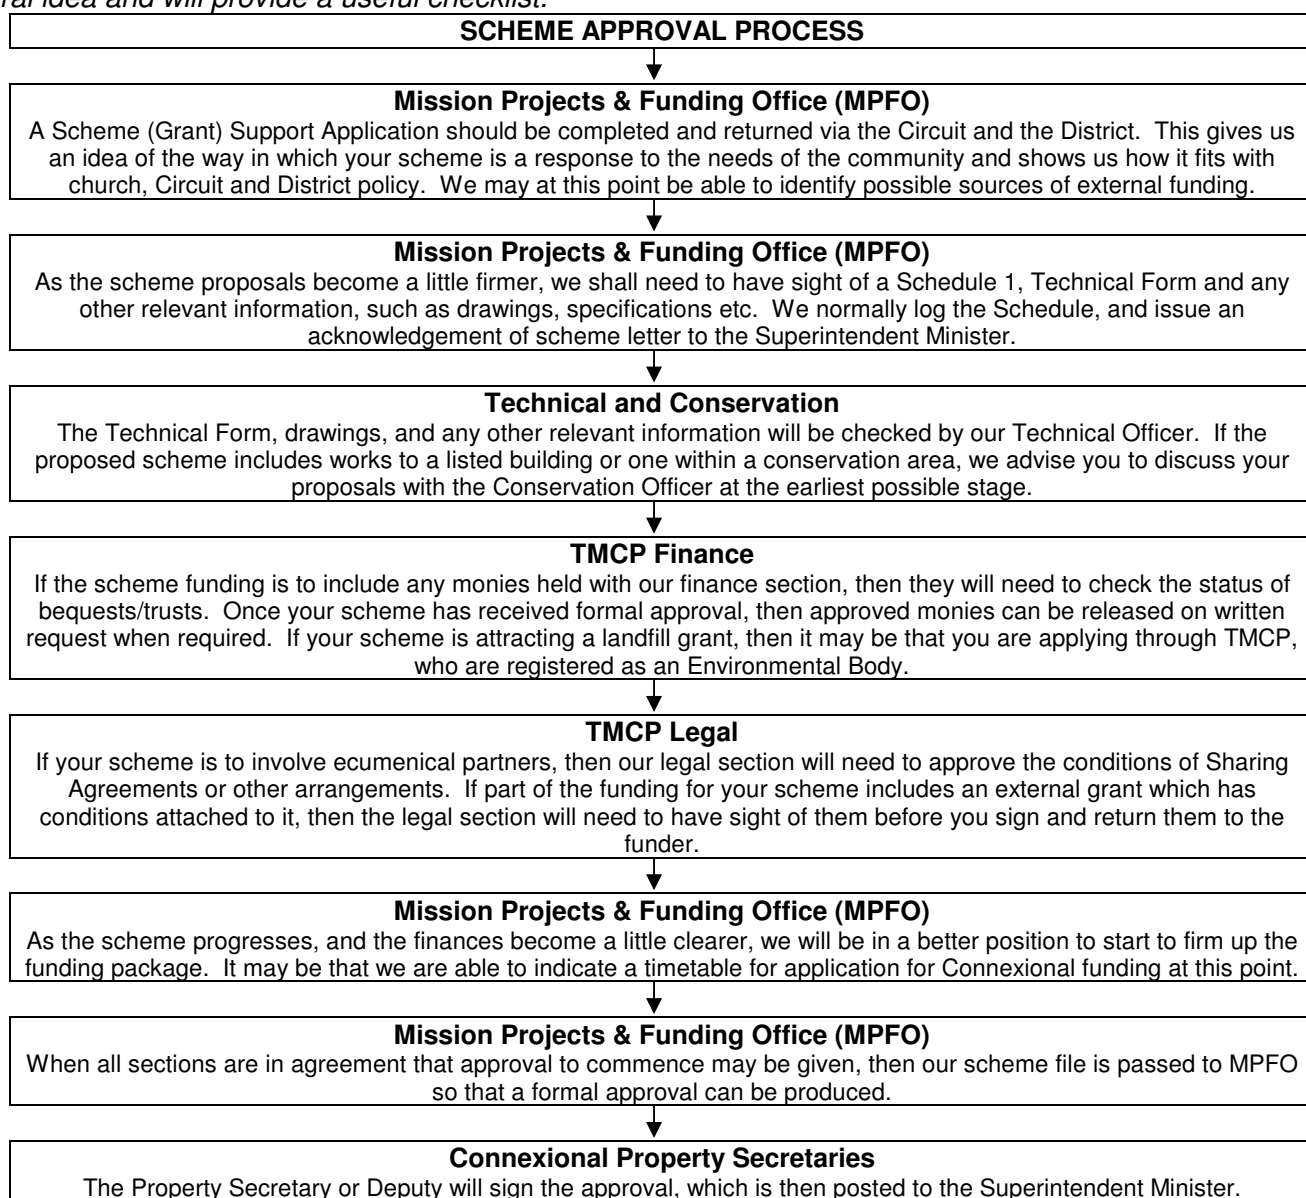 ral idea and will provide a useful checklist.
SCHEME APPROVAL PROCESS
Mission Projects & Funding Office (MPFO)
A Scheme (Grant) Support Application should be completed and returned via the Circuit and the District. This gives us
an idea of the way in which your scheme is a response to the needs of the community and shows us how it fits with
church, Circuit and District policy. We may at this point be able to identify possible sources of external funding.
Mission Projects & Funding Office (MPFO)
As the scheme proposals become a little firmer, we shall need to have sight of a Schedule 1, Technical Form and any
other relevant information, such as drawings, specifications etc. We normally log the Schedule, and issue an
acknowledgement of scheme letter to the Superintendent Minister.
Technical and Conservation
The Technical Form, drawings, and any other relevant information will be checked by our Technical Officer. If the
proposed scheme includes works to a listed building or one within a conservation area, we advise you to discuss your
proposals with the Conservation Officer at the earliest possible stage.
TMCP Finance
If the scheme funding is to include any monies held with our finance section, then they will need to check the status of
bequests/trusts. Once your scheme has received formal approval, then approved monies can be released on written
request when required. If your scheme is attracting a landfill grant, then it may be that you are applying through TMCP,
who are registered as an Environmental Body.
TMCP Legal
If your scheme is to involve ecumenical partners, then our legal section will need to approve the conditions of Sharing
Agreements or other arrangements. If part of the funding for your scheme includes an external grant which has
conditions attached to it, then the legal section will need to have sight of them before you sign and return them to the
funder.
Mission Projects & Funding Office (MPFO)
As the scheme progresses, and the finances become a little clearer, we will be in a better position to start to firm up the
funding package. It may be that we are able to indicate a timetable for application for Connexional funding at this point.
Mission Projects & Funding Office (MPFO)
When all sections are in agreement that approval to commence may be given, then our scheme file is passed to MPFO
so that a formal approval can be produced.
Connexional Property Secretaries
The Property Secretary or Deputy will sign the approval, which is then posted to the Superintendent Minister.